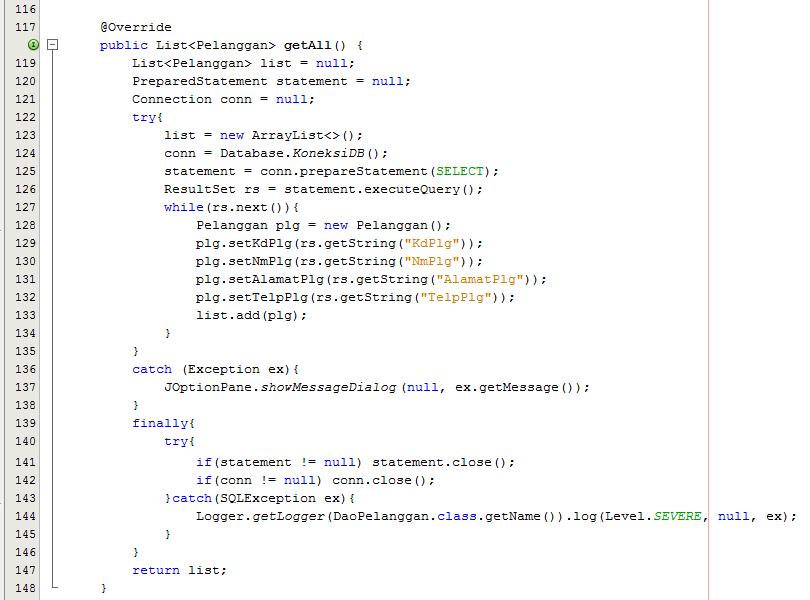 116
117 @Override
public List<Pelanggan> getAll() {
119 List<Pelanggan> list = null;
120 PreparedStatement statement = null;
121 Connection conn = null;
122 try{
123 list = new ArrayList<>();
124 conn = Database.KoneksiDB();
125 statement = conn.prepareStatement(SELECT);
126 ResultSet rs = statement.executeQuery();
127 while(rs.next()){
128 Pelanggan plg = new Pelanggan();
129 plg.setKdPlg(rs.getString("KdPlg"));
130 plg.setNmPlg(rs.getString("NmPlg"));
131 plg.setAlamatPlg(rs.getString("AlamatPlg"));
132 plg.setTelpPlg(rs.getString("TelpPlg"));
133 list.add(plg);
134 }
135 }
136 catch (Exception ex){
137 JOptionPane.showMessageDialog(null, ex.getMessage());
138 }
139 finally{
140 try{
141 if(statement != null) statement.close();
142 if(conn != null) conn.close();
143 }catch(SQLException ex){
144 Logger.getLogger(DaoPelanggan.class.getName()).log(Level.SEVERE, null, ex);
145 }
146 }
147 return list;
148 }